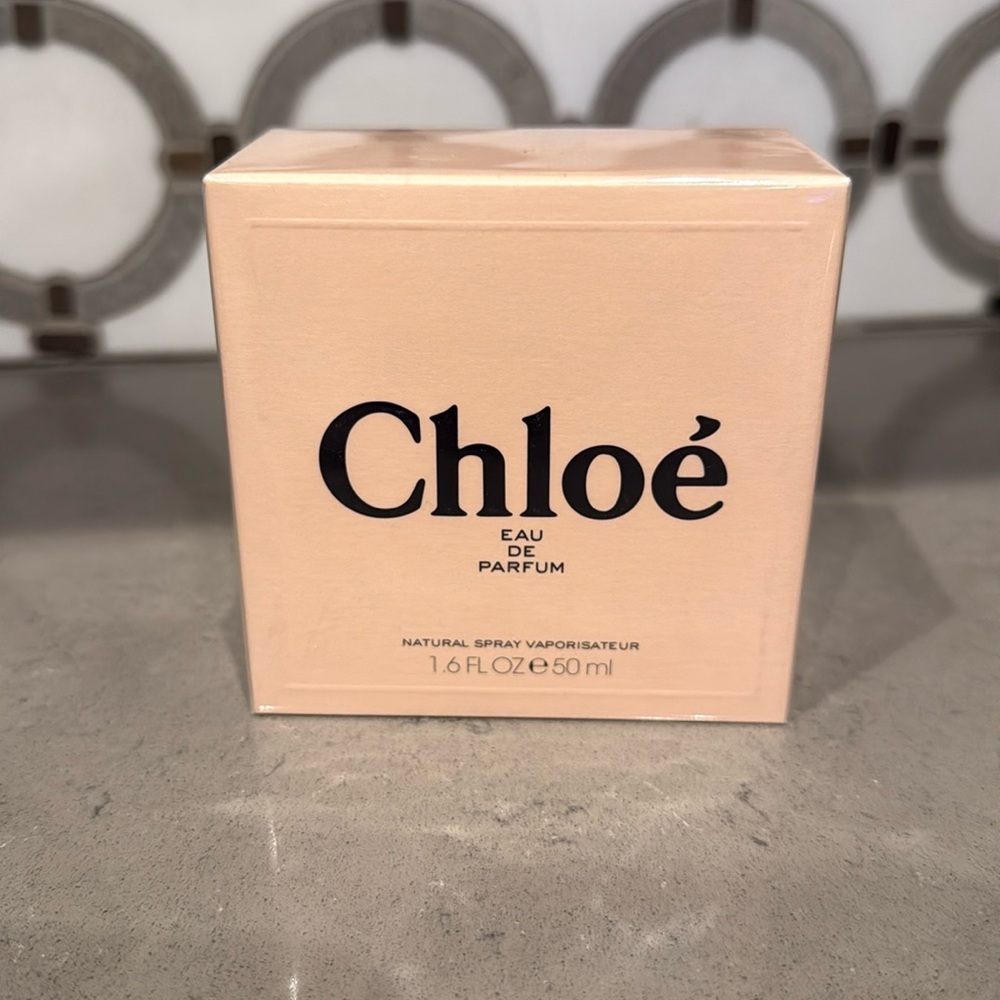 Chloé
EAU
DE
PARFUM
NATURAL SPRAY VAPORISATEUR
1.6 FL OZ ℮ 50 ml